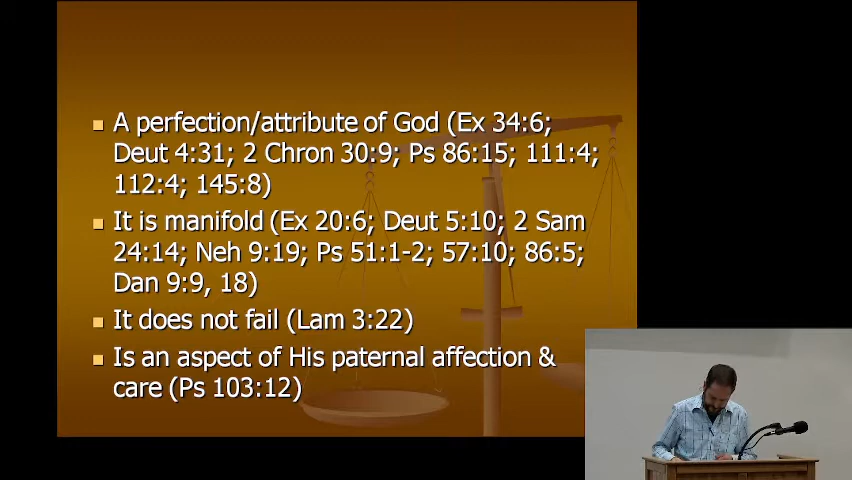 A perfection/attribute of God (Ex 34:6;
Deut 4:31; 2 Chron 30:9; Ps 86:15; 111:4;
112:4; 145:8)
It is manifold (Ex 20:6; Deut 5:10; 2 Sam
24:14; Neh 9:19; Ps 51:1-2; 57:10; 86:5;
Dan 9:9, 18)
It does not fail (Lam 3:22)
Is an aspect of His paternal affection &
care (Ps 103:12)